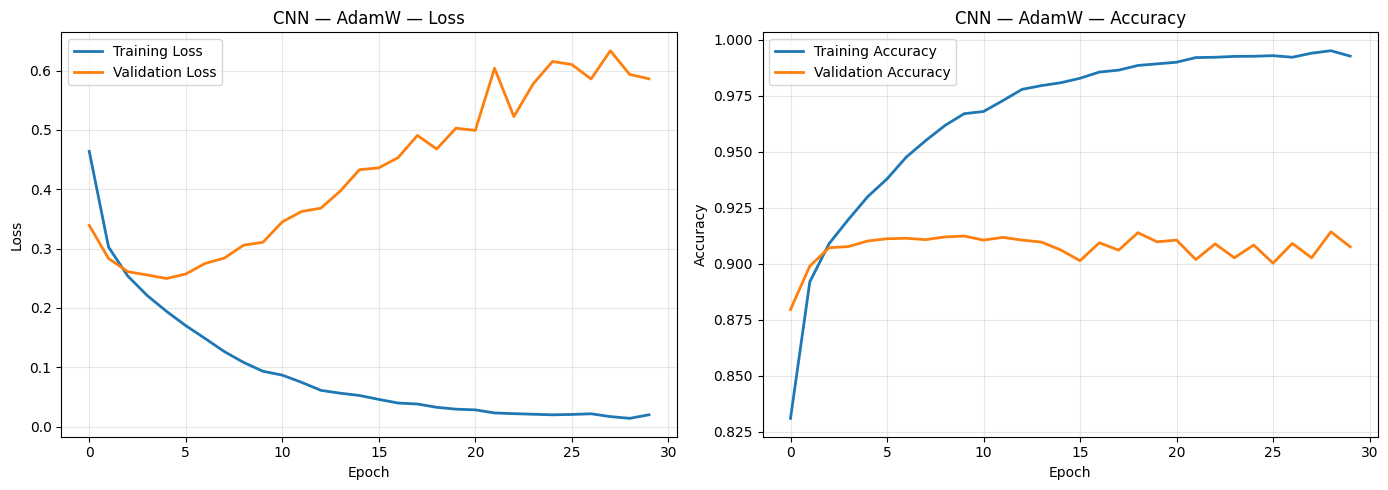 CNN — AdamW — Loss
Training Loss
Validation Loss
Loss
0.6
0.5
0.4
0.3
0.2
0.1
0.0
0 5 10 15 20 25 30
Epoch
CNN — AdamW — Accuracy
Training Accuracy
Validation Accuracy
Accuracy
1.000
0.975
0.950
0.925
0.900
0.875
0.850
0.825
0 5 10 15 20 25 30
Epoch